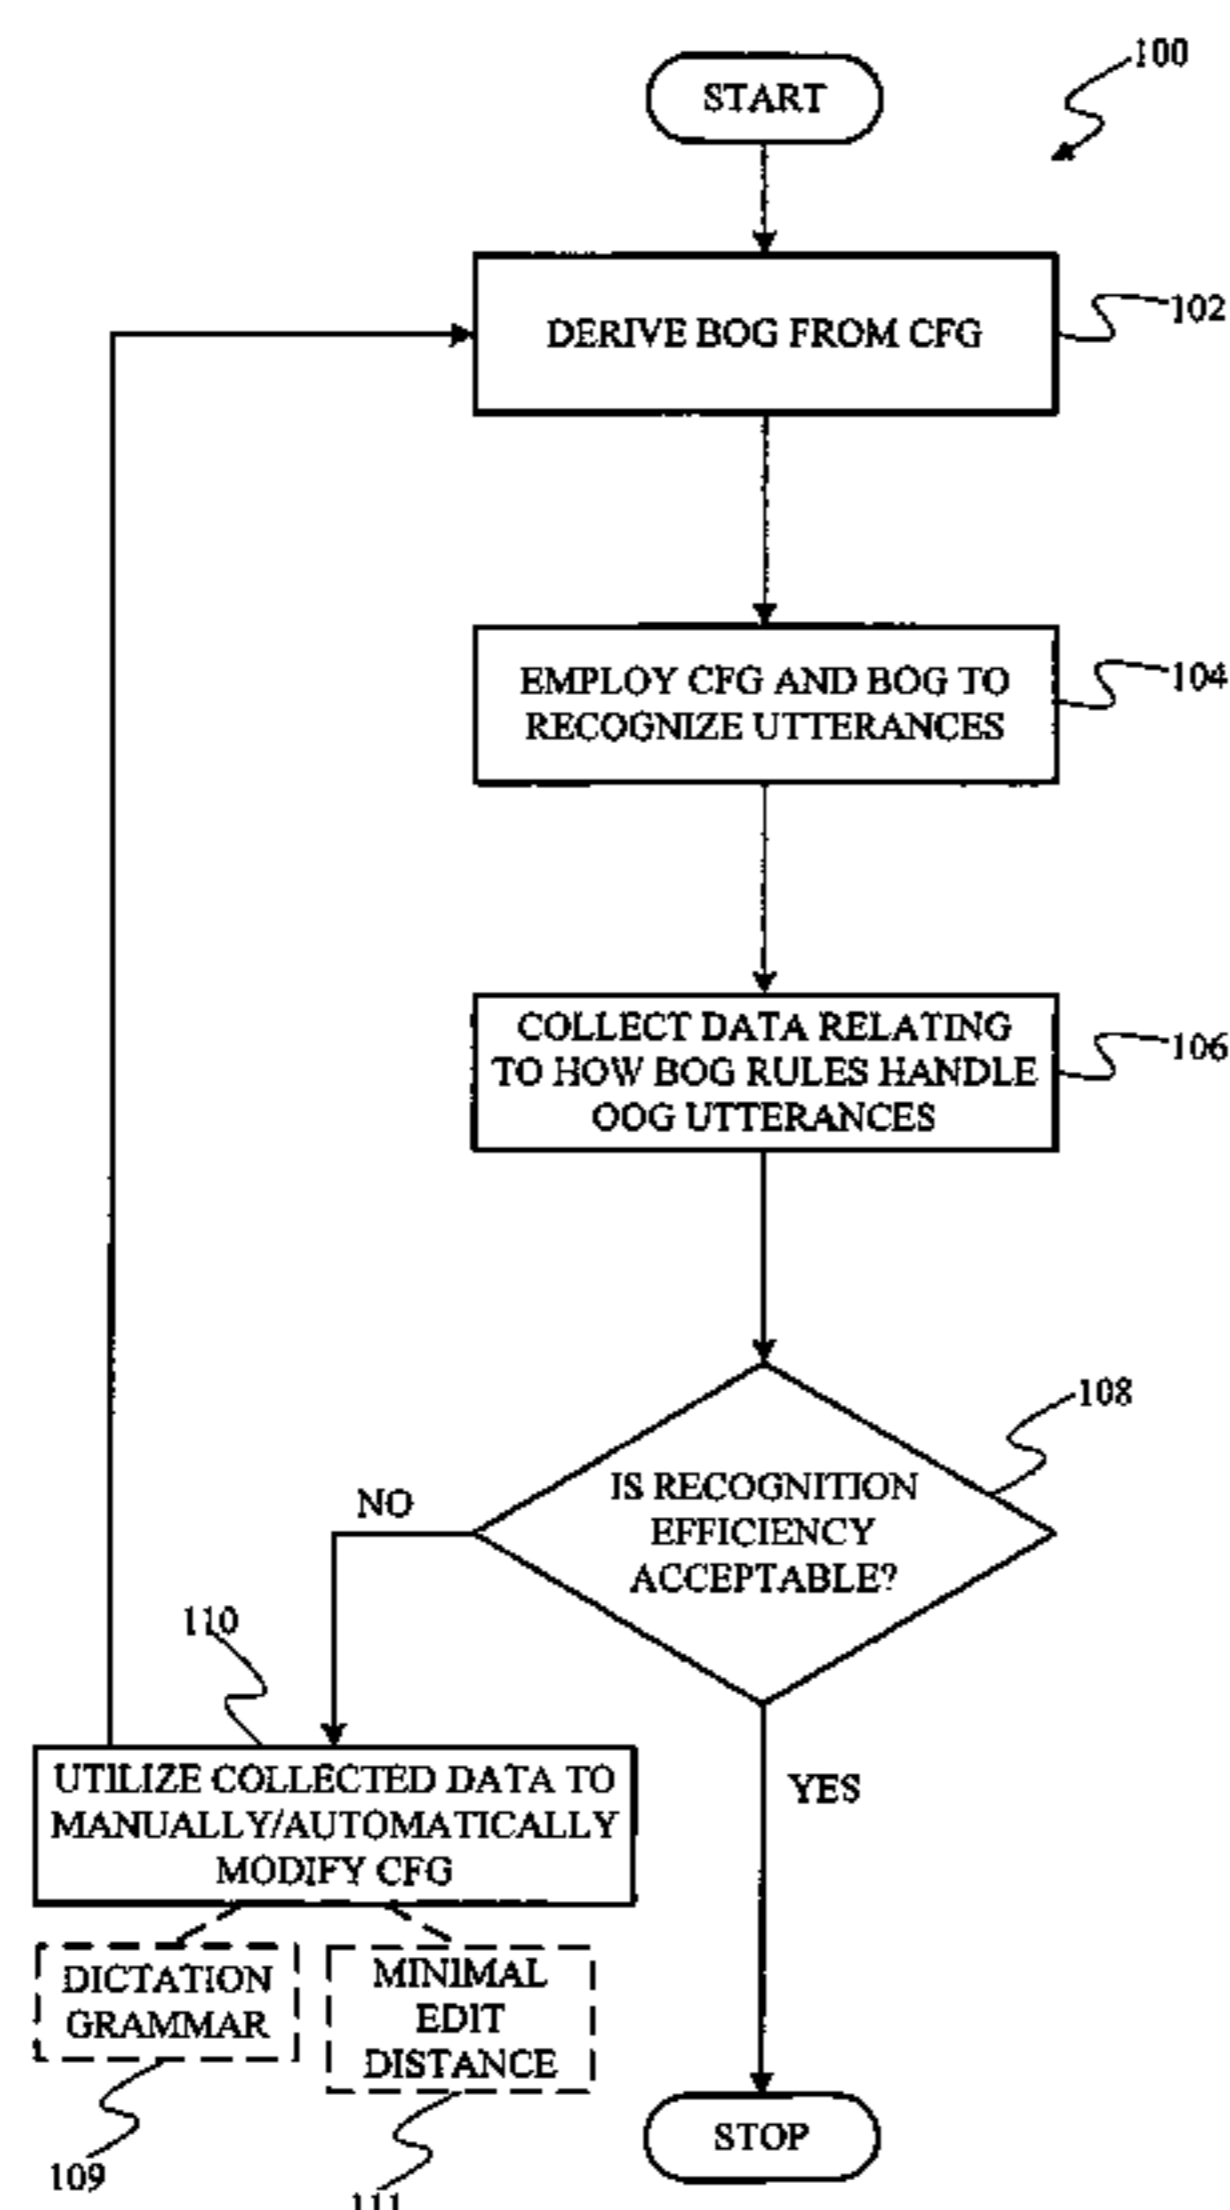 100
START
DERIVE BOG FROM CFG
102
EMPLOY CFG AND BOG TO
RECOGNIZE UTTERANCES
104
COLLECT DATA RELATING
TO HOW BOG RULES HANDLE
OOG UTTERANCES
106
108
IS RECOGNITION
EFFICIENCY
ACCEPTABLE?
NO
110
UTILIZE COLLECTED DATA TO
MANUALLY/AUTOMATICALLY
MODIFY CFG
YES
DICTATION
GRAMMAR
MINIMAL
EDIT
DISTANCE
STOP
109
111